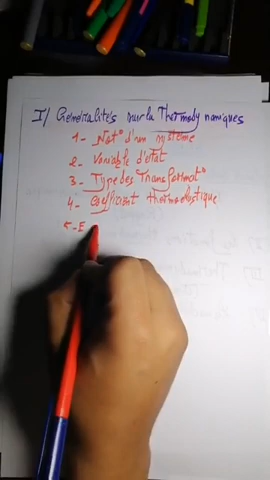 I/ Généralités sur la Thermodynamiques
1- Not° d'un système
2- Variable d'état
3- Type des Transformat°
4- Coefficient thermoelastique
5- E